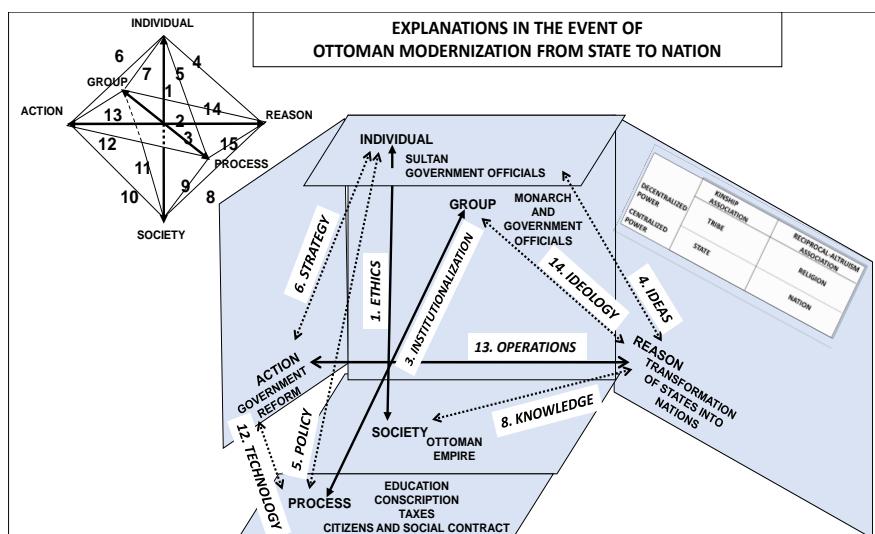 EXPLANATIONS IN THE EVENT OF
OTTOMAN MODERNIZATION FROM STATE TO NATION
INDIVIDUAL
6
7
5
4
GROUP
1
14
ACTION
13
2
REASON
3
15
12
PROCESS
11
9
10
8
SOCIETY
INDIVIDUAL
SULTAN
GOVERNMENT OFFICIALS
GROUP
MONARCH
AND
GOVERNMENT
OFFICIALS
KINSHIP
ASSOCIATION
RECIPROCAL-ALTRUISM
ASSOCIATION
DECENTRALIZED
POWER
TRIBE
RELIGION
CENTRALIZED
POWER
STATE
NATION
6. STRATEGY
1. ETHICS
3. INSTITUTIONALIZATION
14. IDEOLOGY
4. IDEAS
13. OPERATIONS
ACTION
GOVERNMENT
REFORM
REASON
TRANSFORMATION
OF STATES INTO
NATIONS
8. KNOWLEDGE
SOCIETY
OTTOMAN
EMPIRE
12. TECHNOLOGY
5. POLICY
PROCESS
EDUCATION
CONSCRIPTION
TAXES
CITIZENS AND SOCIAL CONTRACT